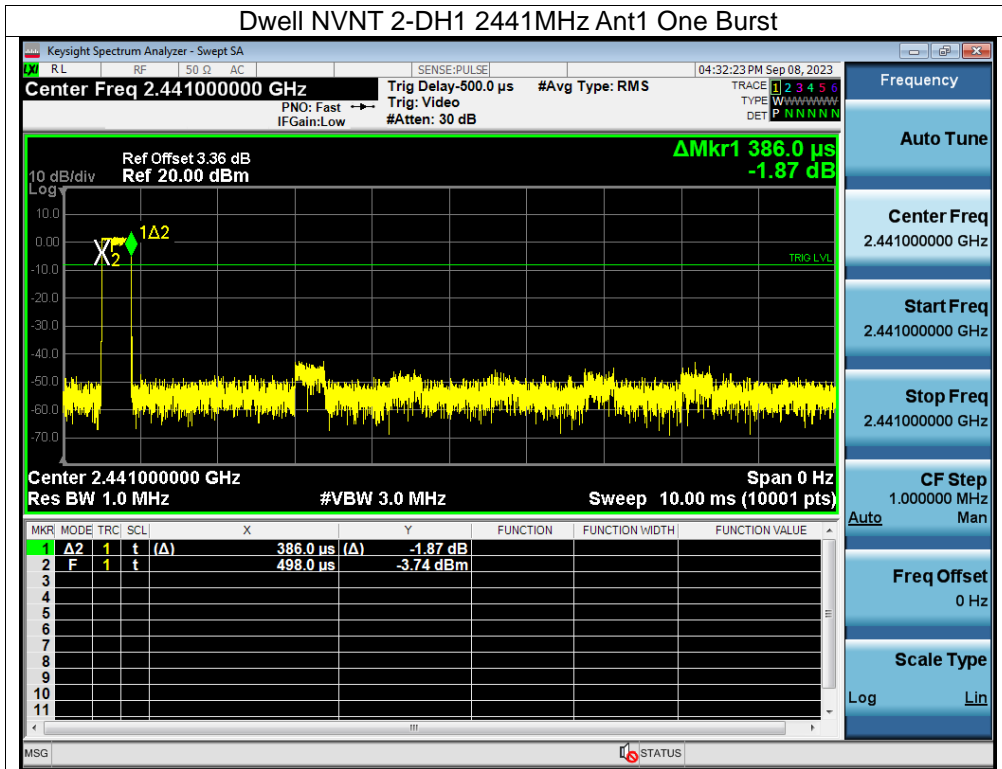 Dwell NVNT 2-DH1 2441MHz Ant1 One Burst
Keysight Spectrum Analyzer - Swept SA
LXI RL RF 50 Ω AC SENSE:PULSE 04:32:23 PM Sep 08, 2023
Center Freq 2.441000000 GHz
PNO: Fast
IFGain:Low
Trig Delay-500.0 µs
Trig: Video
#Atten: 30 dB
#Avg Type: RMS
TRACE 1 2 3 4 5 6
TYPE WWWWWW
DET P N N N N N
Frequency
Auto Tune
Center Freq
2.441000000 GHz
Start Freq
2.441000000 GHz
Stop Freq
2.441000000 GHz
CF Step
1.000000 MHz
Auto Man
Freq Offset
0 Hz
Scale Type
Log Lin
ΔMkr1 386.0 µs
-1.87 dB
Ref Offset 3.36 dB
10 dB/div Ref 20.00 dBm
Log
10.0
0.00
-10.0
-20.0
-30.0
-40.0
-50.0
-60.0
-70.0
1Δ2
2
TRIG LVL
Center 2.441000000 GHz Span 0 Hz
Res BW 1.0 MHz #VBW 3.0 MHz Sweep 10.00 ms (10001 pts)
MKR MODE TRC SCL X Y FUNCTION FUNCTION WIDTH FUNCTION VALUE
1 Δ2 1 t (Δ) 386.0 µs (Δ) -1.87 dB
2 F 1 t 498.0 µs -3.74 dBm
3
4
5
6
7
8
9
10
11
MSG STATUS